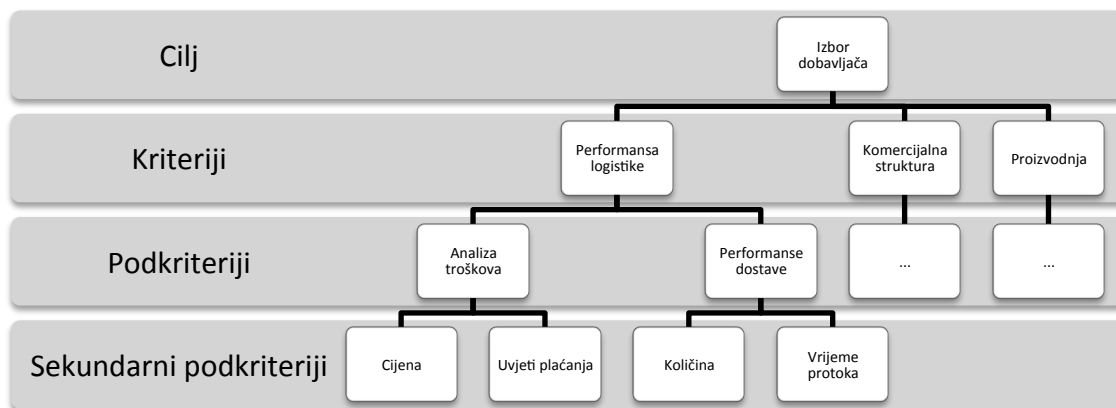 Cilj
Izbor
dobavljača
Kriteriji
Performansa
logistike
Komercijalna
struktura
Proizvodnja
Podkriteriji
Analiza
troškova
Performanse
dostave
...
...
Sekundarni podkriteriji
Cijena
Uvjeti plaćanja
Količina
Vrijeme
protoka